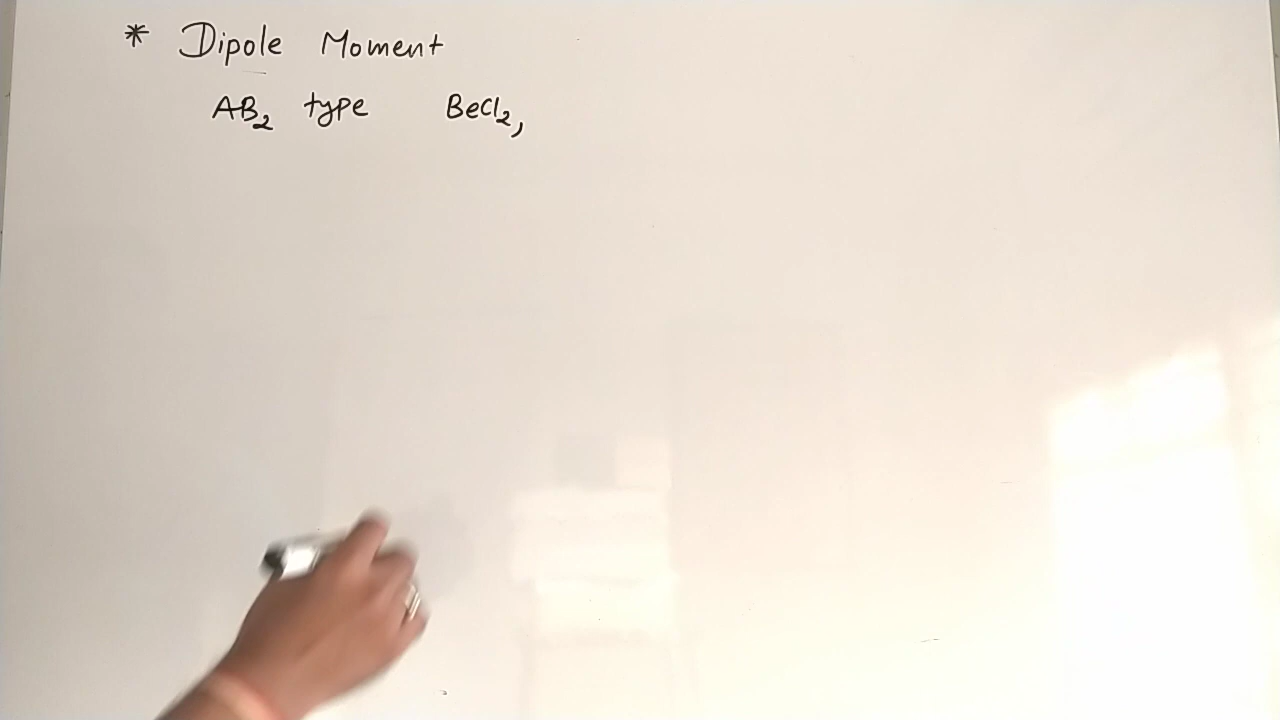 * Dipole Moment
AB₂ type BeCl₂,